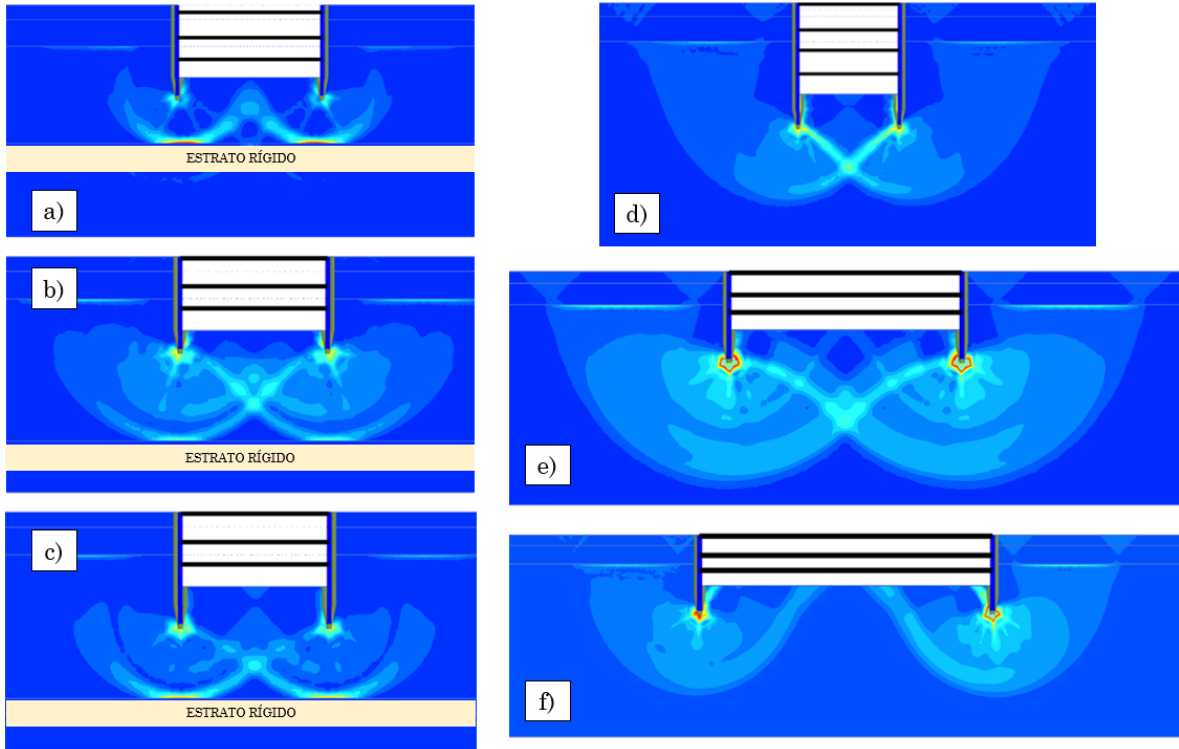 ESTRATO RÍGIDO
a)
b)
ESTRATO RÍGIDO
c)
ESTRATO RÍGIDO
d)
e)
f)